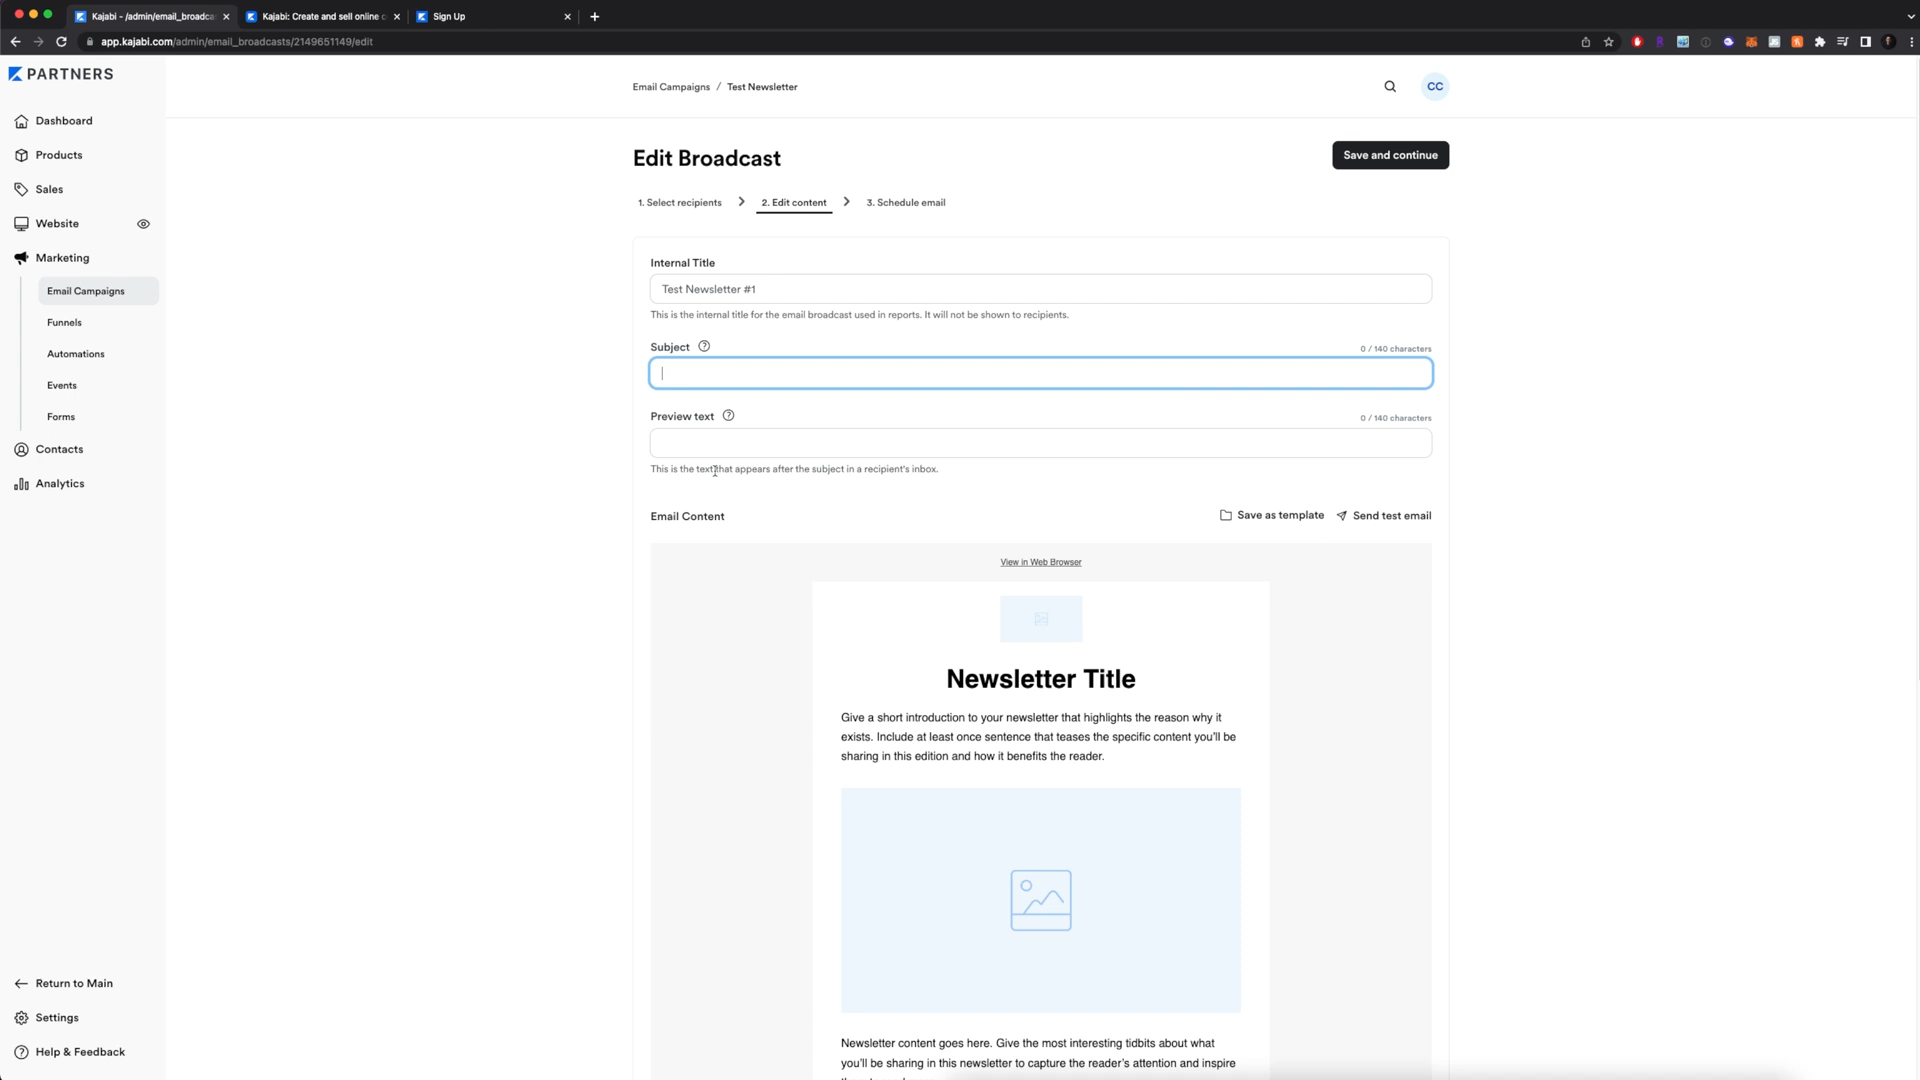 Kajabi - /admin/email_broadca
Kajabi: Create and sell online c
Sign Up
app.kajabi.com/admin/email_broadcasts/2149651149/edit
PARTNERS
Email Campaigns / Test Newsletter
CC
Dashboard
Products
Sales
Website
Marketing
Email Campaigns
Funnels
Automations
Events
Forms
Contacts
Analytics
Return to Main
Settings
Help & Feedback
Edit Broadcast
Save and continue
1. Select recipients
2. Edit content
3. Schedule email
Internal Title
Test Newsletter #1
This is the internal title for the email broadcast used in reports. It will not be shown to recipients.
Subject
0 / 140 characters
Preview text
0 / 140 characters
This is the text that appears after the subject in a recipient's inbox.
Email Content
Save as template
Send test email
View in Web Browser
Newsletter Title
Give a short introduction to your newsletter that highlights the reason why it
exists. Include at least once sentence that teases the specific content you'll be
sharing in this edition and how it benefits the reader.
Newsletter content goes here. Give the most interesting tidbits about what
you'll be sharing in this newsletter to capture the reader's attention and inspire